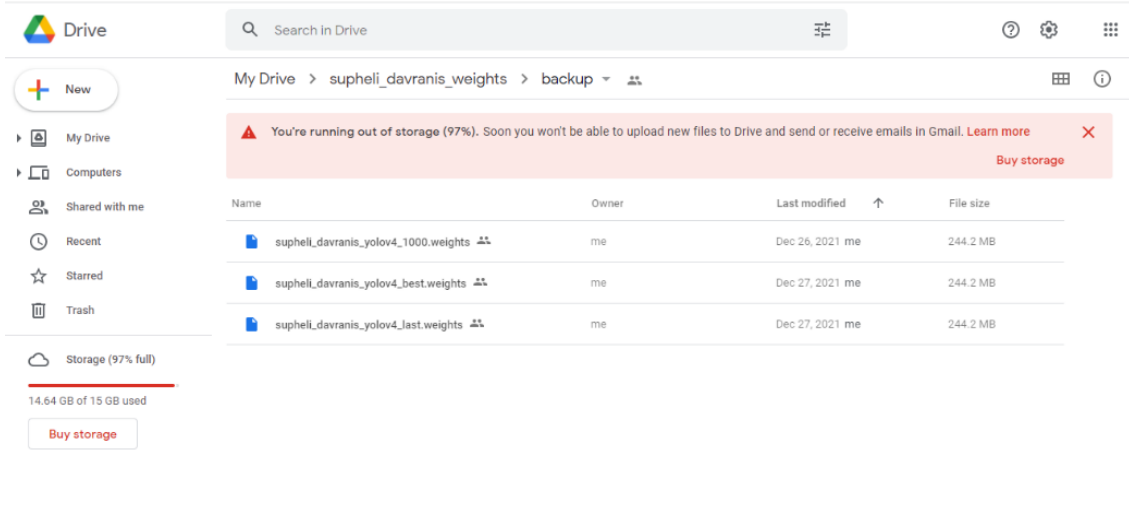 Drive
Search in Drive
My Drive > supheli_davranis_weights > backup
New
You're running out of storage (97%). Soon you won't be able to upload new files to Drive and send or receive emails in Gmail. Learn more
Buy storage
My Drive
Computers
Shared with me
Recent
Starred
Trash
Storage (97% full)
14.64 GB of 15 GB used
Buy storage
Name Owner Last modified File size
supheli_davranis_yolov4_1000.weights me Dec 26, 2021 me 244.2 MB
supheli_davranis_yolov4_best.weights me Dec 27, 2021 me 244.2 MB
supheli_davranis_yolov4_last.weights me Dec 27, 2021 me 244.2 MB